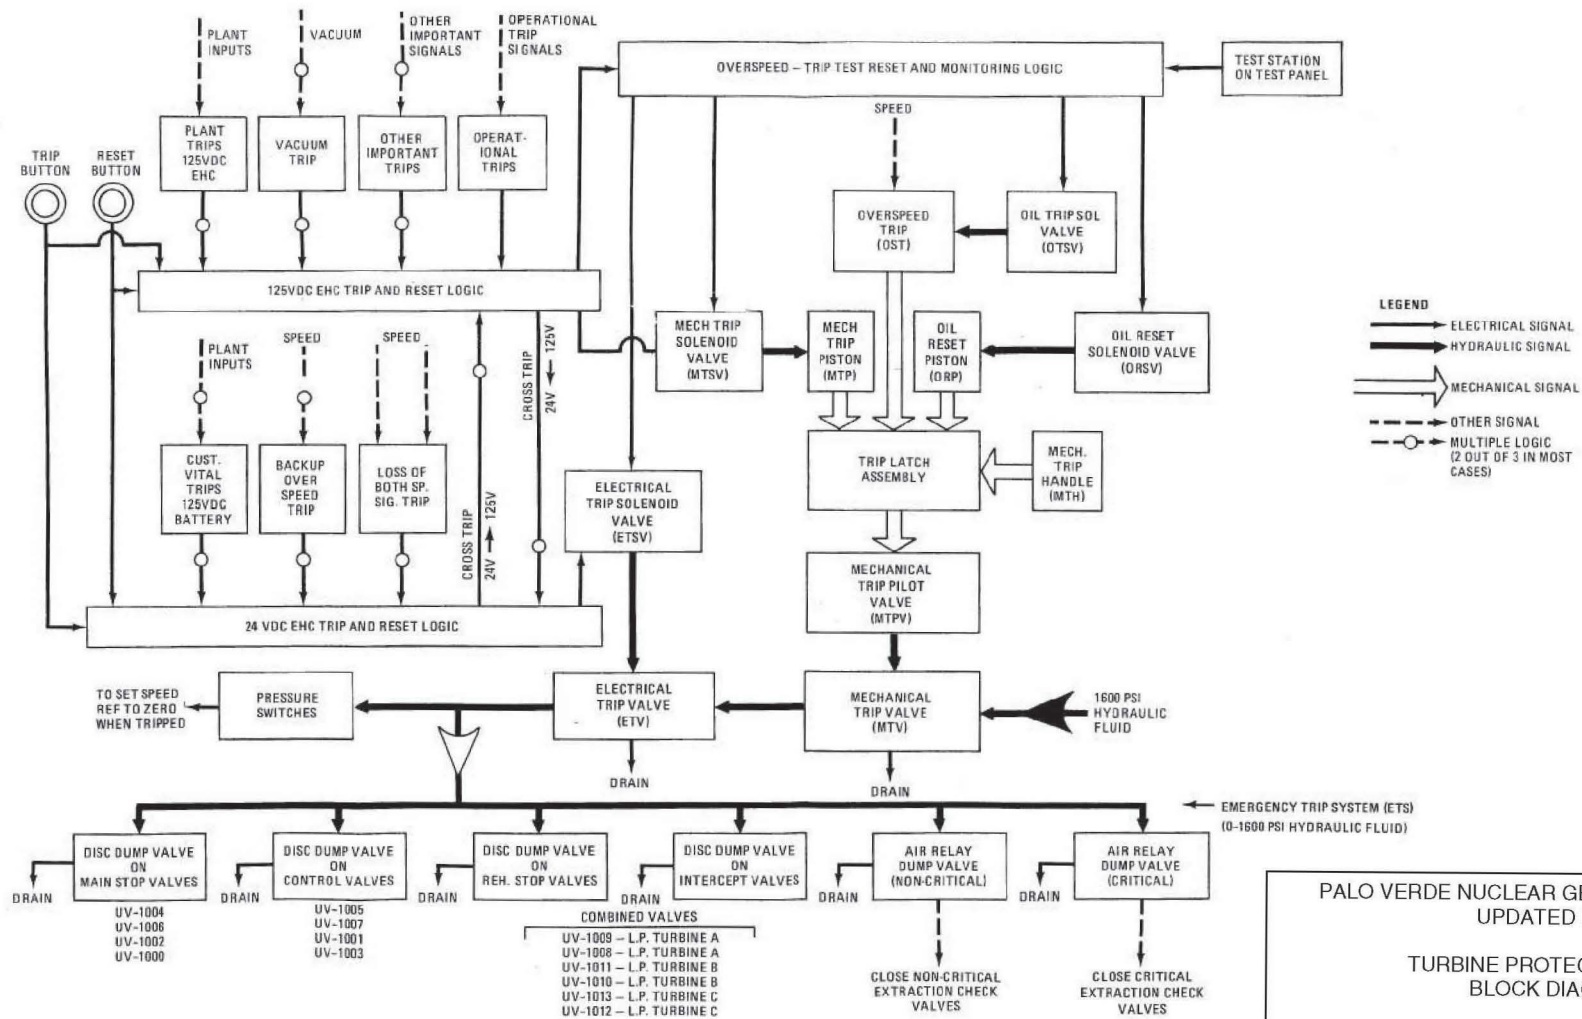 PLANT
INPUTS
VACUUM
OTHER
IMPORTANT
SIGNALS
OPERATIONAL
TRIP
SIGNALS
OVERSPEED – TRIP TEST RESET AND MONITORING LOGIC
TEST STATION
ON TEST PANEL
TRIP
BUTTON
RESET
BUTTON
PLANT
TRIPS
125VDC
EHC
VACUUM
TRIP
OTHER
IMPORTANT
TRIPS
OPERAT-
IONAL
TRIPS
SPEED
OVERSPEED
TRIP
(OST)
OIL TRIP SOL
VALVE
(OTSV)
125VDC EHC TRIP AND RESET LOGIC
MECH TRIP
SOLENOID
VALVE
(MTSV)
MECH
TRIP
PISTON
(MTP)
OIL
RESET
PISTON
(ORP)
OIL RESET
SOLENOID VALVE
(ORSV)
LEGEND
ELECTRICAL SIGNAL
HYDRAULIC SIGNAL
MECHANICAL SIGNAL
OTHER SIGNAL
MULTIPLE LOGIC
(2 OUT OF 3 IN MOST
CASES)
PLANT
INPUTS
SPEED
SPEED
CROSS TRIP
24V → 125V
CROSS TRIP
24V ← 125V
CUST.
VITAL
TRIPS
125VDC
BATTERY
BACKUP
OVER
SPEED
TRIP
LOSS OF
BOTH SP.
SIG. TRIP
ELECTRICAL
TRIP SOLENOID
VALVE
(ETSV)
TRIP LATCH
ASSEMBLY
MECH.
TRIP
HANDLE
(MTH)
MECHANICAL
TRIP PILOT
VALVE
(MTPV)
24 VDC EHC TRIP AND RESET LOGIC
TO SET SPEED
REF TO ZERO
WHEN TRIPPED
PRESSURE
SWITCHES
ELECTRICAL
TRIP VALVE
(ETV)
MECHANICAL
TRIP VALVE
(MTV)
1600 PSI
HYDRAULIC
FLUID
DRAIN
DRAIN
EMERGENCY TRIP SYSTEM (ETS)
(0-1600 PSI HYDRAULIC FLUID)
DISC DUMP VALVE
ON
MAIN STOP VALVES
DISC DUMP VALVE
ON
CONTROL VALVES
DISC DUMP VALVE
ON
REH. STOP VALVES
DISC DUMP VALVE
ON
INTERCEPT VALVES
AIR RELAY
DUMP VALVE
(NON-CRITICAL)
AIR RELAY
DUMP VALVE
(CRITICAL)
DRAIN
DRAIN
DRAIN
DRAIN
DRAIN
DRAIN
UV-1004
UV-1006
UV-1002
UV-1000
UV-1005
UV-1007
UV-1001
UV-1003
COMBINED VALVES
UV-1009 – L.P. TURBINE A
UV-1008 – L.P. TURBINE A
UV-1011 – L.P. TURBINE B
UV-1010 – L.P. TURBINE B
UV-1013 – L.P. TURBINE C
UV-1012 – L.P. TURBINE C
CLOSE NON-CRITICAL
EXTRACTION CHECK
VALVES
CLOSE CRITICAL
EXTRACTION CHECK
VALVES
PALO VERDE NUCLEAR GE
UPDATED
TURBINE PROTEC
BLOCK DIA